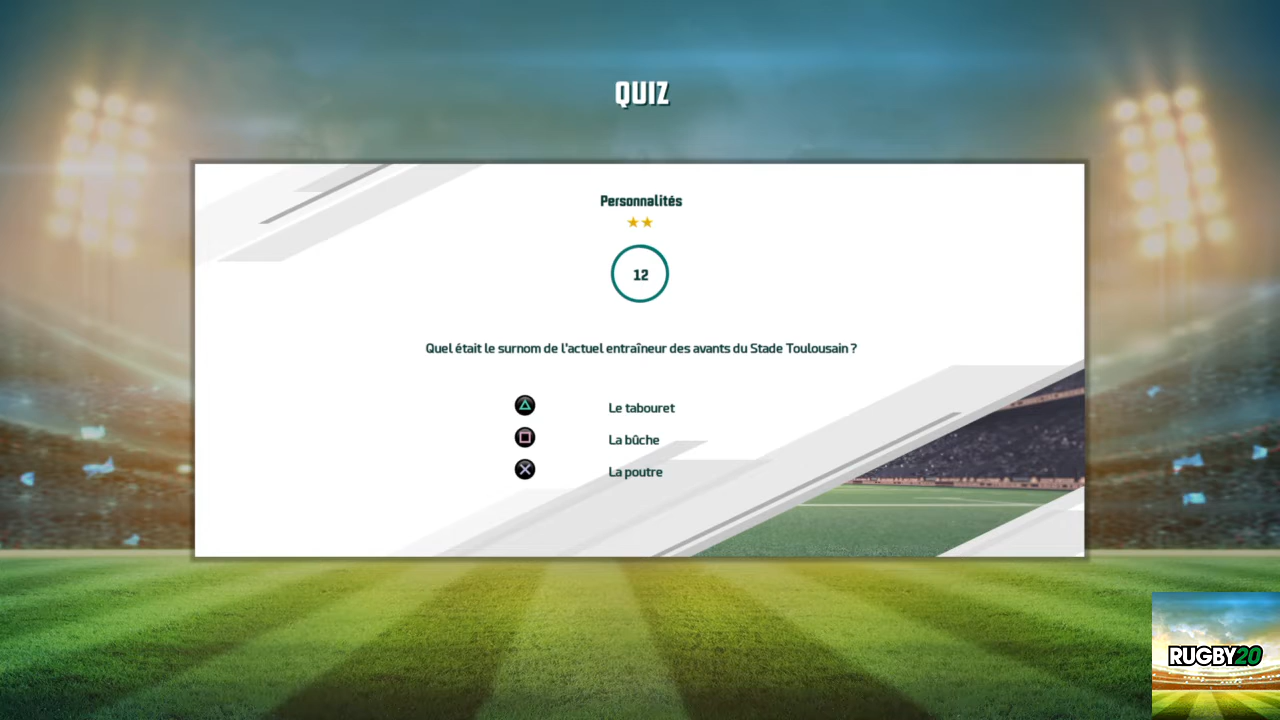 QUIZ
Personnalités
12
Quel était le surnom de l'actuel entraîneur des avants du Stade Toulousain ?
Le tabouret
La bûche
La poutre
RUGBY20